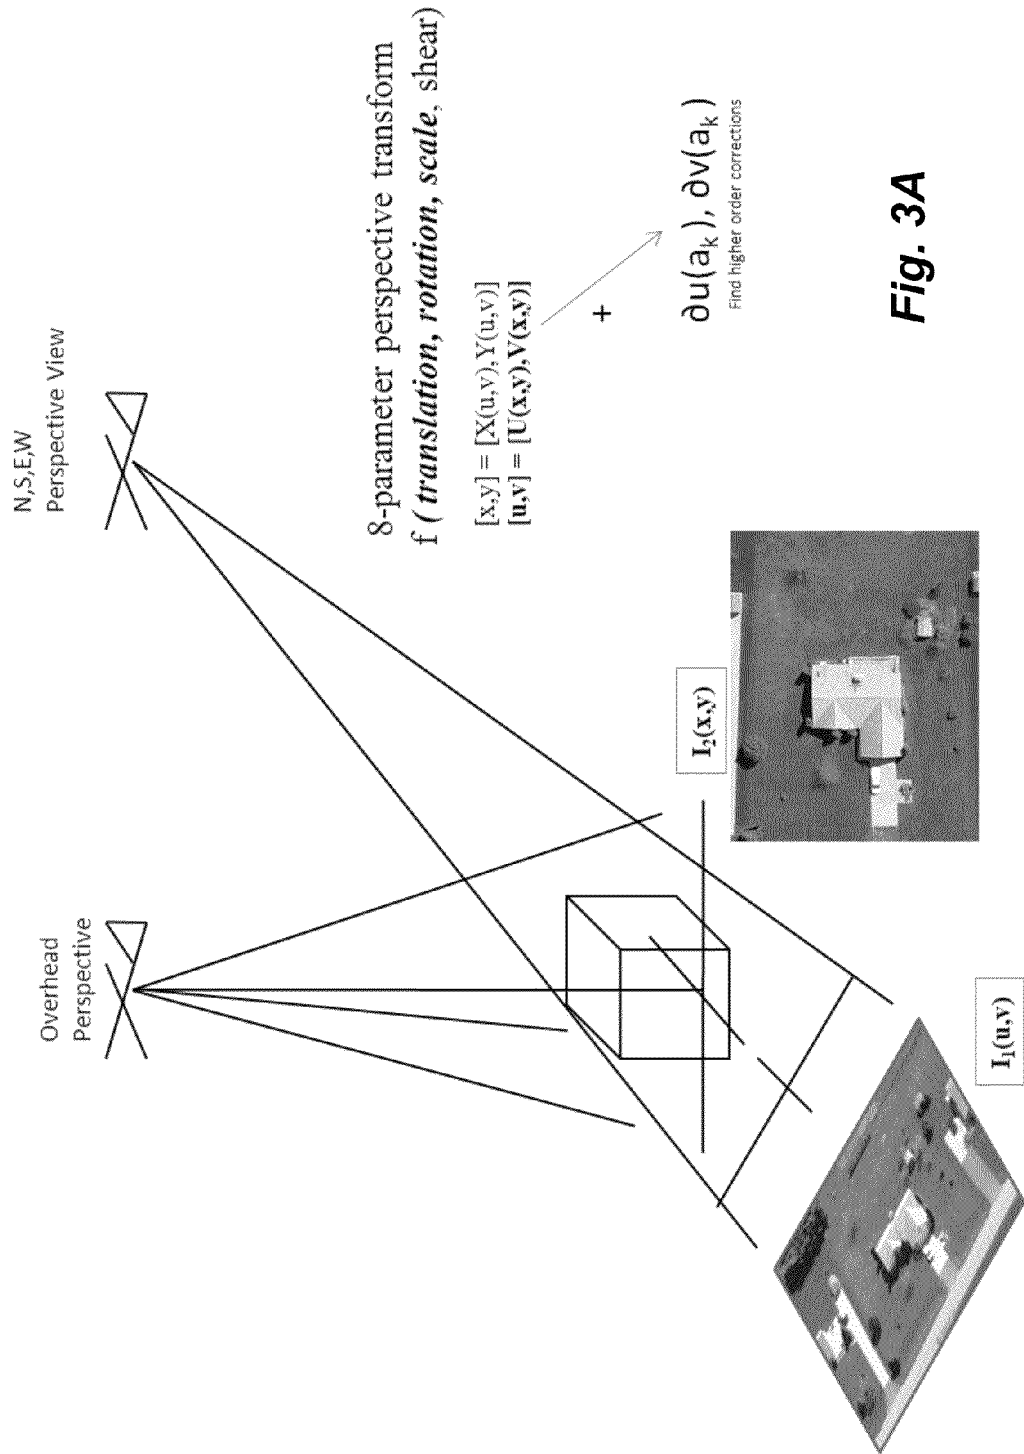 Overhead
Perspective
N,S,E,W
Perspective View
8-parameter perspective transform
f ( translation, rotation, scale, shear)
[x,y] = [X(u,v),Y(u,v)]
[u,v] = [U(x,y),V(x,y)]
+
∂u(aₖ), ∂v(aₖ)
Find higher order corrections
I₂(x,y)
I₁(u,v)
Fig. 3A